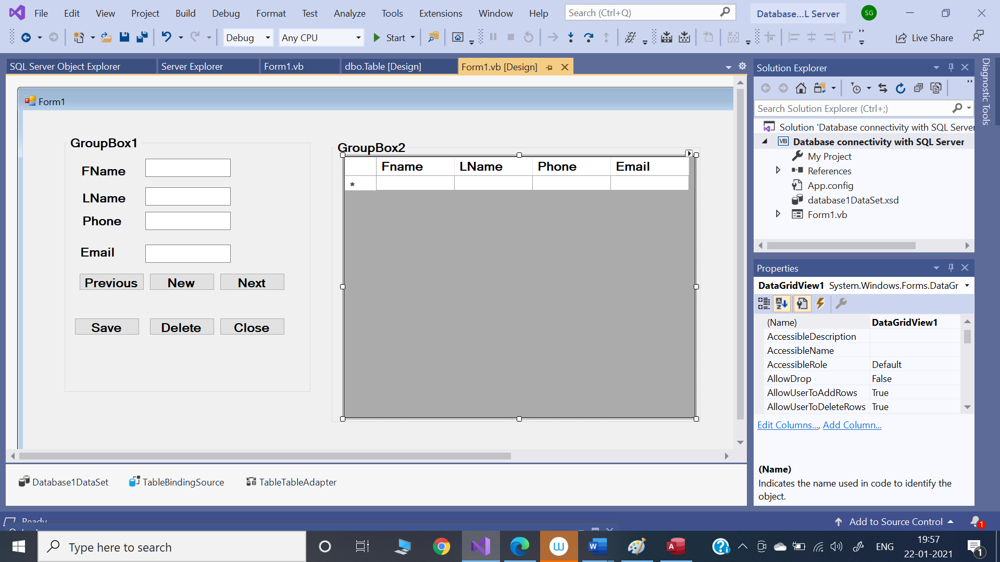 File Edit View Project Build Debug Format Test Analyze Tools Extensions Window Help Search (Ctrl+Q) Database...L Server SG
Debug Any CPU Start Live Share
SQL Server Object Explorer Server Explorer Form1.vb dbo.Table [Design] Form1.vb [Design]
Form1
GroupBox1
FName
LName
Phone
Email
Previous New Next
Save Delete Close
GroupBox2
Fname LName Phone Email
*
Database1DataSet TableBindingSource TableTableAdapter
Solution Explorer
Search Solution Explorer (Ctrl+;)
Solution 'Database connectivity with SQL Server
VB Database connectivity with SQL Server
My Project
References
App.config
database1DataSet.xsd
Form1.vb
Diagnostic Tools
Properties
DataGridView1 System.Windows.Forms.DataGr
(Name) DataGridView1
AccessibleDescription
AccessibleName
AccessibleRole Default
AllowDrop False
AllowUserToAddRows True
AllowUserToDeleteRows True
Edit Columns..., Add Column...
(Name)
Indicates the name used in code to identify the
object.
Ready
Add to Source Control 1
Type here to search
ENG 19:57
22-01-2021 1